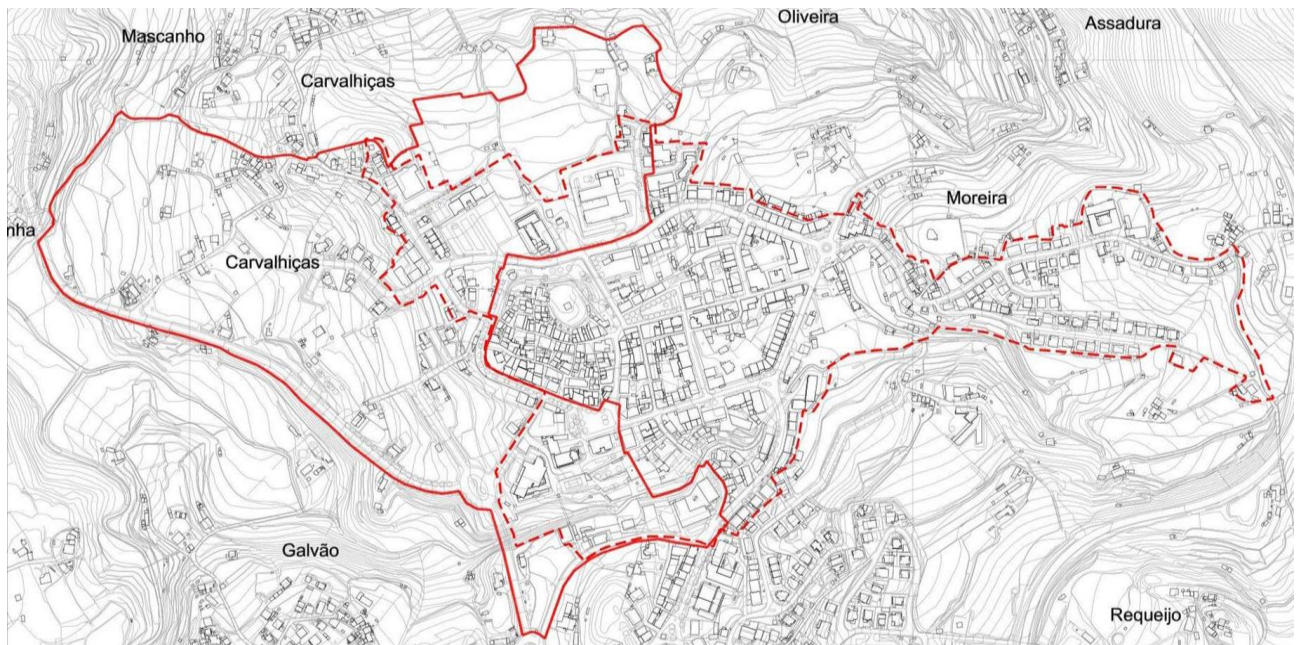 Oliveira
Assadura
Mascanho
Carvalhiças
Moreira
nha
Carvalhiças
Galvão
Requeijo